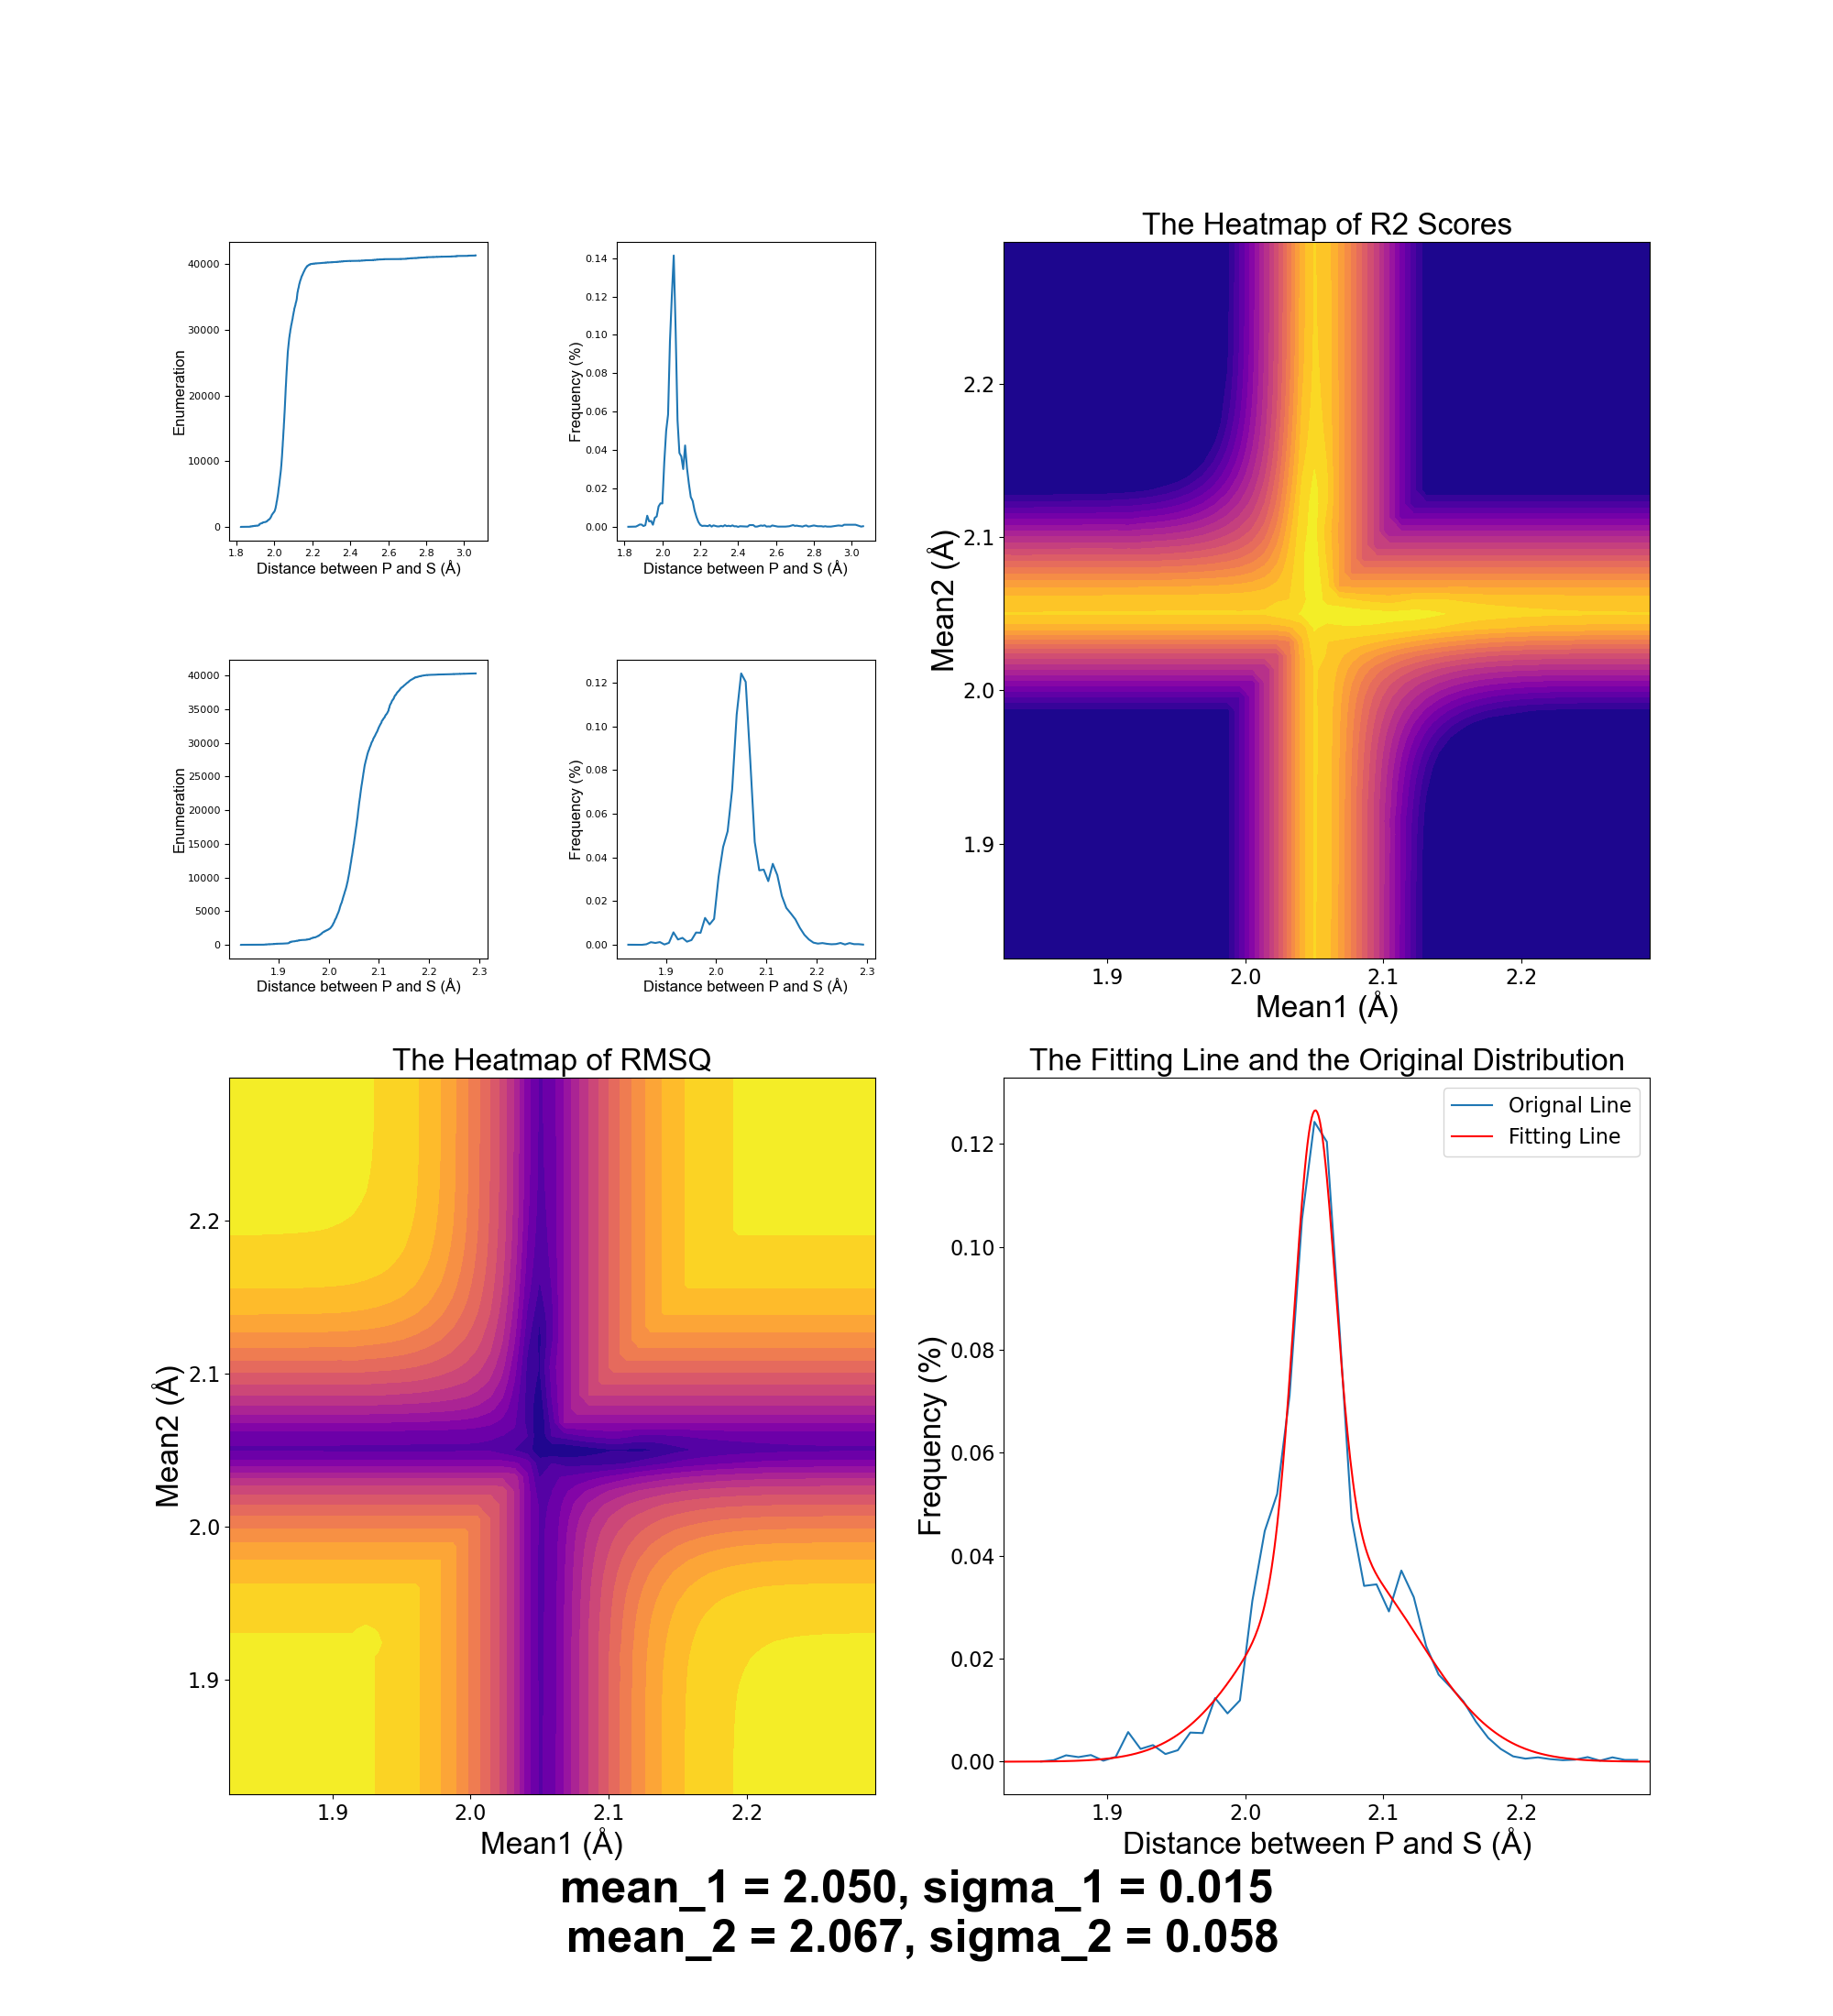 The Heatmap of R2 Scores
40000
30000
20000
10000
0
Enumeration
1.8 2.0 2.2 2.4 2.6 2.8 3.0
Distance between P and S (Å)
0.14
0.12
0.10
0.08
0.06
0.04
0.02
0.00
Frequency (%)
1.8 2.0 2.2 2.4 2.6 2.8 3.0
Distance between P and S (Å)
2.2
2.1
2.0
1.9
Mean2 (Å)
1.9 2.0 2.1 2.2
Mean1 (Å)
40000
35000
30000
25000
20000
15000
10000
5000
0
Enumeration
1.9 2.0 2.1 2.2 2.3
Distance between P and S (Å)
0.12
0.10
0.08
0.06
0.04
0.02
0.00
Frequency (%)
1.9 2.0 2.1 2.2 2.3
Distance between P and S (Å)
The Heatmap of RMSQ
2.2
2.1
2.0
1.9
Mean2 (Å)
1.9 2.0 2.1 2.2
Mean1 (Å)
The Fitting Line and the Original Distribution
Orignal Line
Fitting Line
0.12
0.10
0.08
0.06
0.04
0.02
0.00
Frequency (%)
1.9 2.0 2.1 2.2
Distance between P and S (Å)
mean_1 = 2.050, sigma_1 = 0.015
mean_2 = 2.067, sigma_2 = 0.058